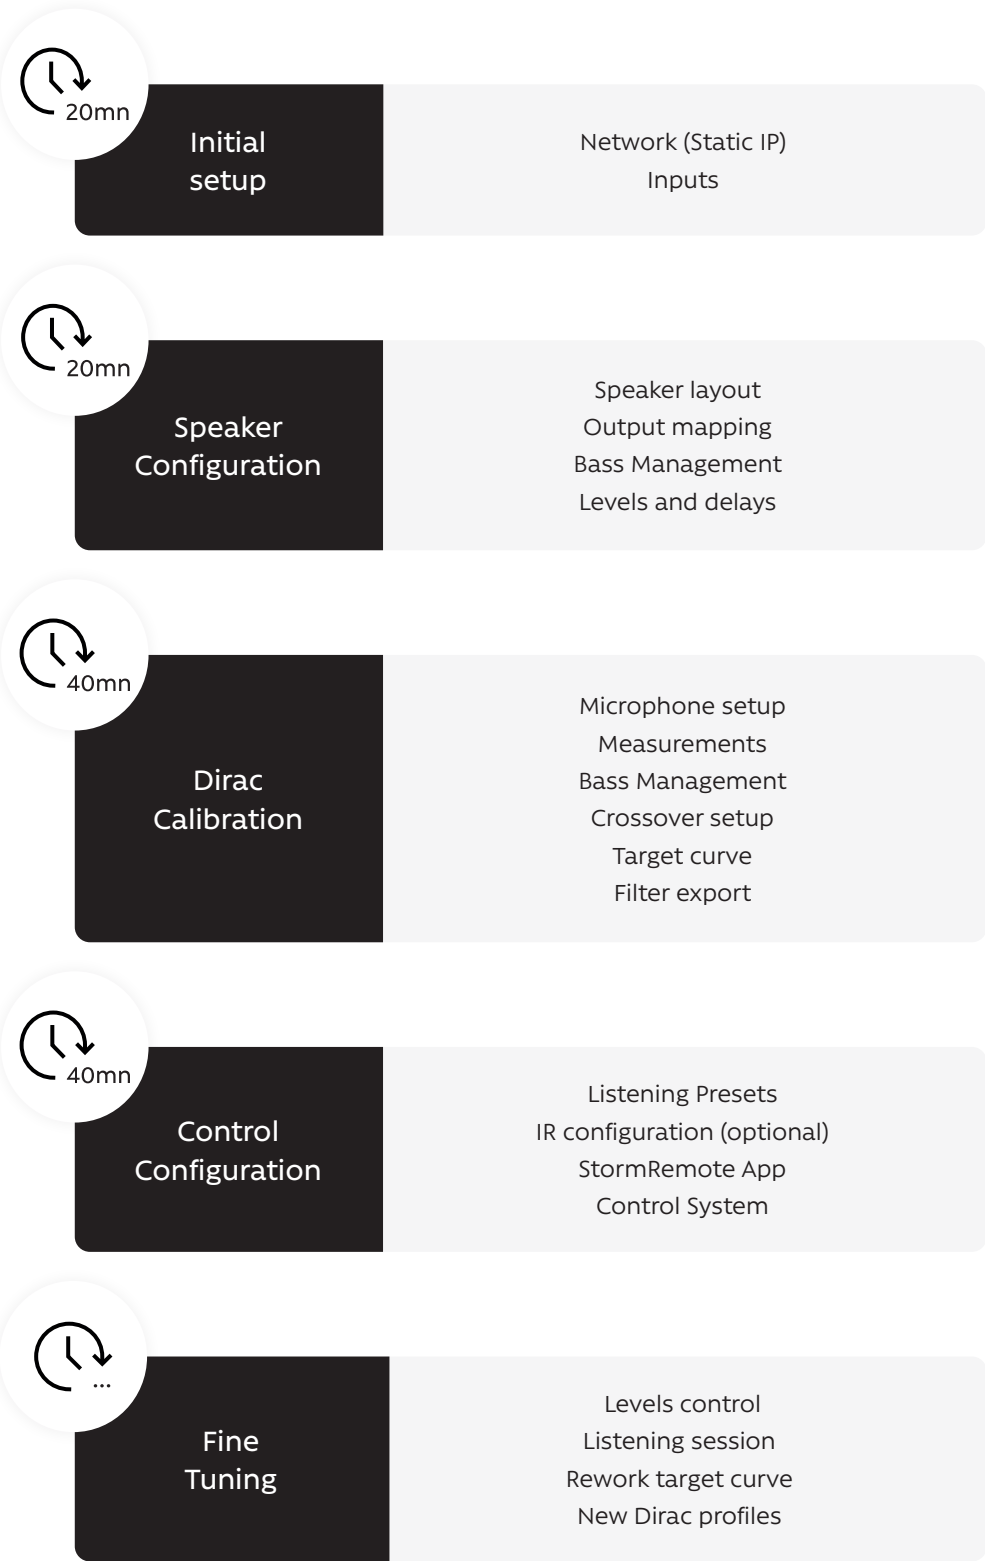 20mn
Initial
setup
Network (Static IP)
Inputs
20mn
Speaker
Configuration
Speaker layout
Output mapping
Bass Management
Levels and delays
40mn
Dirac
Calibration
Microphone setup
Measurements
Bass Management
Crossover setup
Target curve
Filter export
40mn
Control
Configuration
Listening Presets
IR configuration (optional)
StormRemote App
Control System
...
Fine
Tuning
Levels control
Listening session
Rework target curve
New Dirac profiles